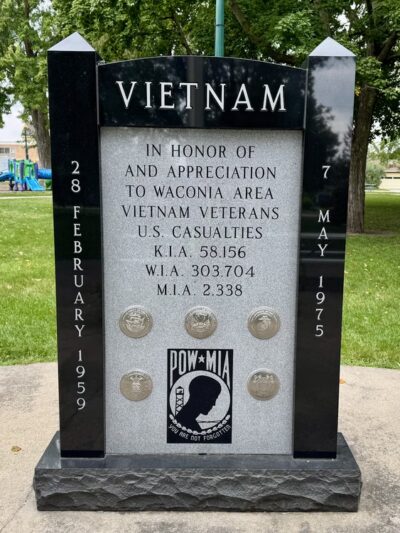 VIETNAM
28 FEBRUARY 1959
IN HONOR OF
AND APPRECIATION
TO WACONIA AREA
VIETNAM VETERANS
U.S. CASUALTIES
K.I.A. 58.156
W.I.A. 303.704
M.I.A. 2.338
7 MAY 1975
POW★MIA
YOU ARE NOT FORGOTTEN